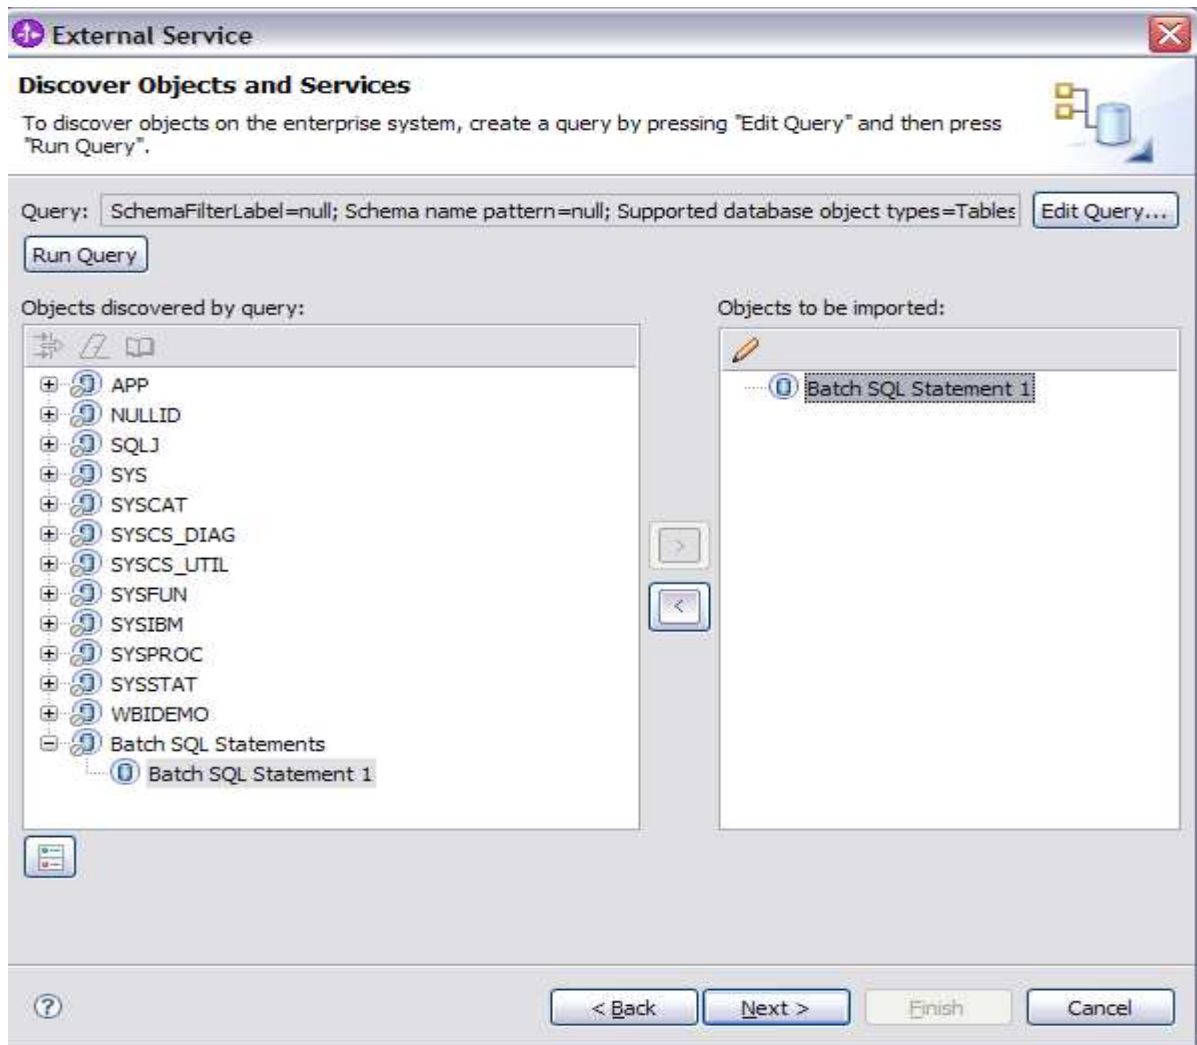 External Service
Discover Objects and Services
To discover objects on the enterprise system, create a query by pressing "Edit Query" and then press
"Run Query".
Query: SchemaFilterLabel=null; Schema name pattern=null; Supported database object types=Tables Edit Query...
Run Query
Objects discovered by query:
Objects to be imported:
APP
NULLID
SQLJ
SYS
SYSCAT
SYSCS_DIAG
SYSCS_UTIL
SYSFUN
SYSIBM
SYSPROC
SYSSTAT
WBIDEMO
Batch SQL Statements
Batch SQL Statement 1
>
<
Batch SQL Statement 1
? < Back Next > Finish Cancel